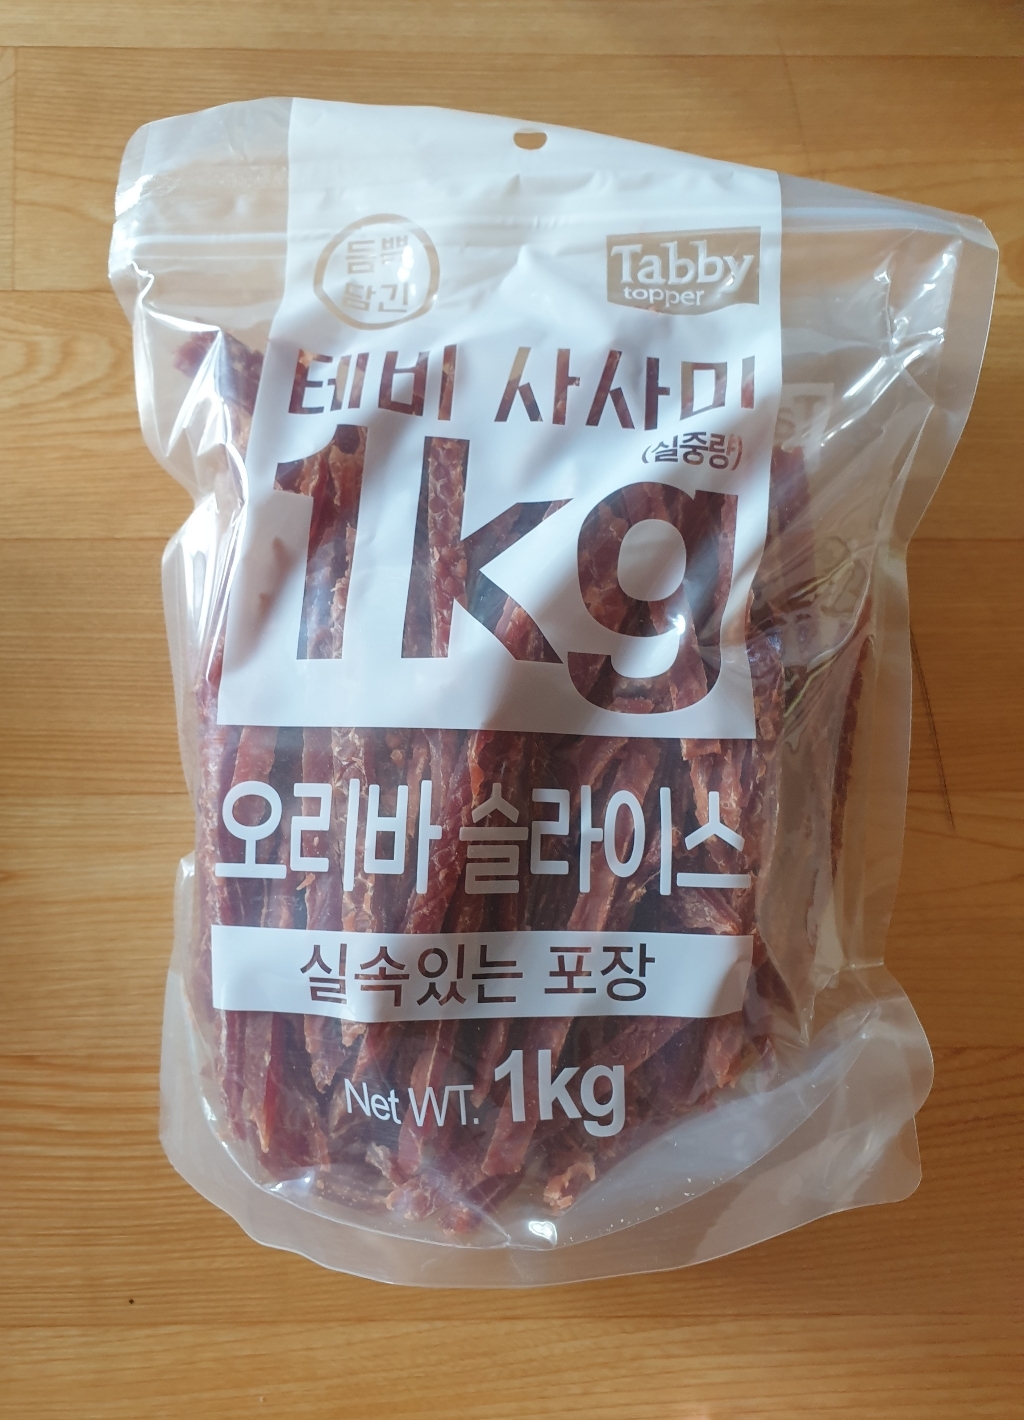 듬뿍
담긴
Tabby
topper
테비 사사미
1kg
(실중량)
오리바 슬라이스
실속있는 포장
Net WT. 1kg